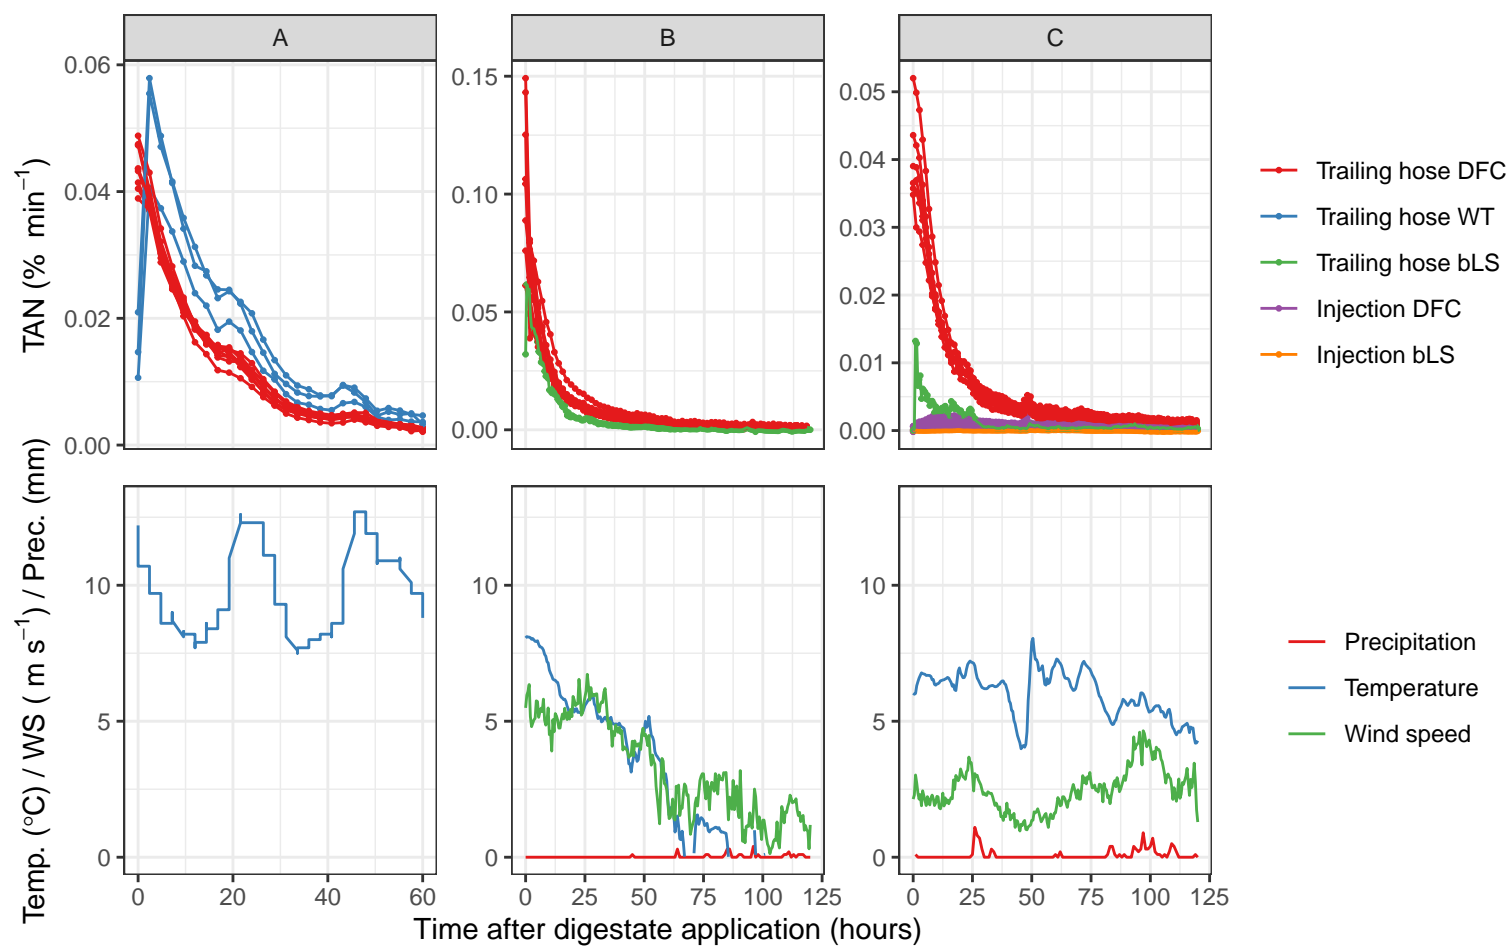 A
B
C
0.06
0.04
0.02
0.00
0.15
0.10
0.05
0.00
0.05
0.04
0.03
0.02
0.01
0.00
TAN (% min⁻¹)
Trailing hose DFC
Trailing hose WT
Trailing hose bLS
Injection DFC
Injection bLS
Temp. (°C) / WS ( m s⁻¹) / Prec. (mm)
10
5
0
10
5
0
10
5
0
Precipitation
Temperature
Wind speed
0 20 40 60
0 25 50 75 100 125
0 25 50 75 100 125
Time after digestate application (hours)